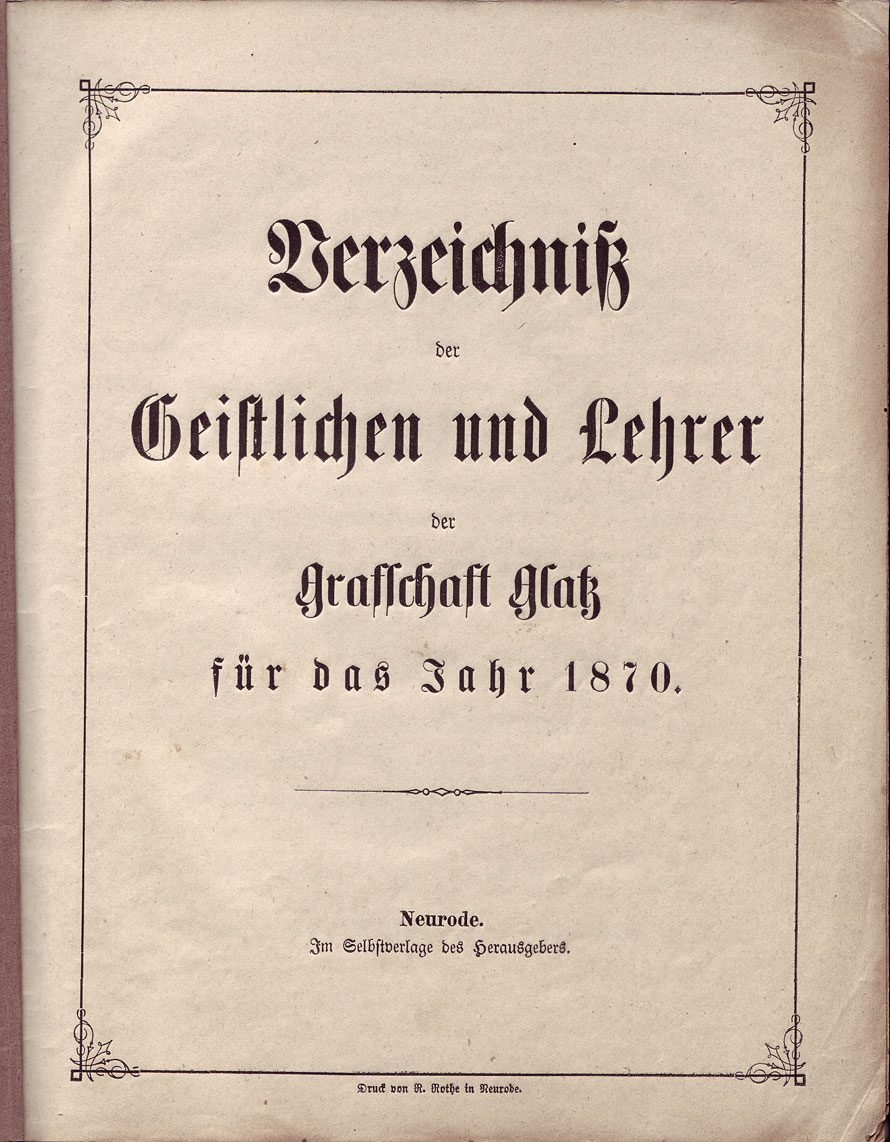 Verzeichniß
der
Geistlichen und Lehrer
der
Grafschaft Glatz
für das Jahr 1870.
Neurode.
Im Selbstverlage des Herausgebers.
Druck von R. Rothe in Neurode.